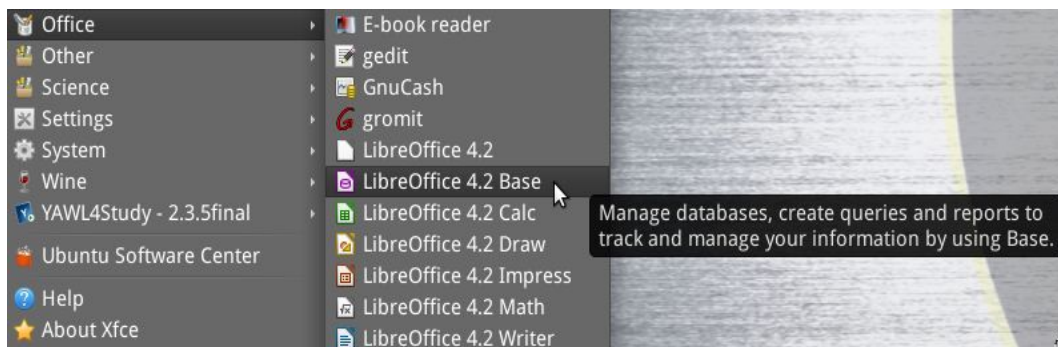 Office
Other
Science
Settings
System
Wine
YAWL4Study - 2.3.5final
Ubuntu Software Center
Help
About Xfce
E-book reader
gedit
GnuCash
gromit
LibreOffice 4.2
LibreOffice 4.2 Base
LibreOffice 4.2 Calc
LibreOffice 4.2 Draw
LibreOffice 4.2 Impress
LibreOffice 4.2 Math
LibreOffice 4.2 Writer
Manage databases, create queries and reports to
track and manage your information by using Base.